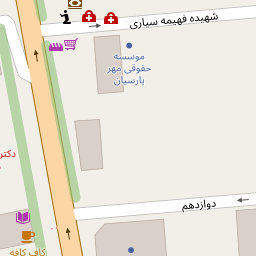 شهیده فهیمه سیاری
موسسه
حقوقی مهر
پارسیان
دکتر
دوازدهم
کاف کافه